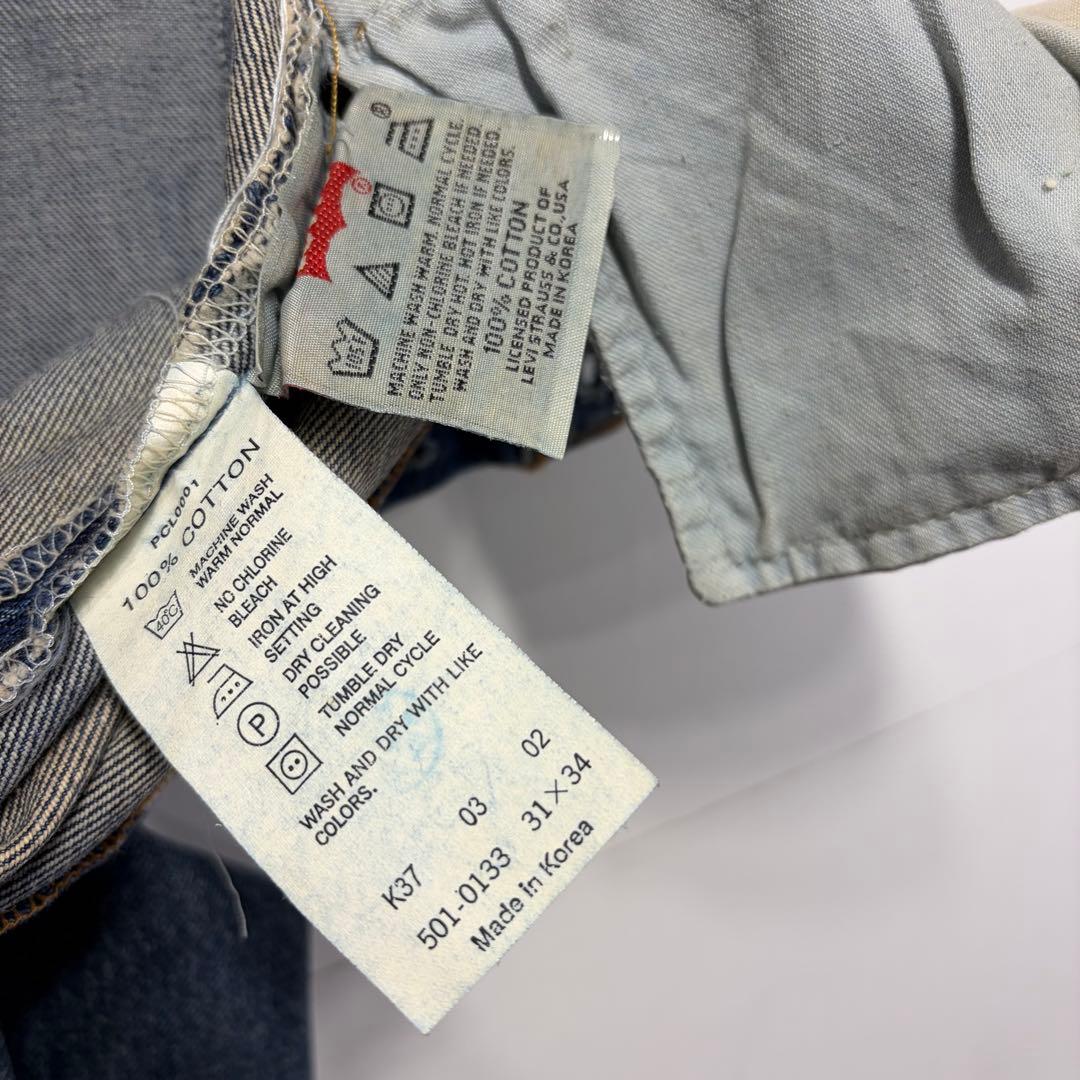 MACHINE WASH WARM. NORMAL CYCLE.
ONLY NON-CHLORINE BLEACH IF NEEDED
TUMBLE DRY HOT. HOT IRON IF NEEDED.
WASH AND DRY WITH LIKE COLORS.
100% COTTON
LICENSED PRODUCT OF
LEVI STRAUSS & CO., USA
MADE IN KOREA
®
®
PCL0001
100% COTTON
40°C
MACHINE WASH
WARM NORMAL
NO CHLORINE
BLEACH
IRON AT HIGH
SETTING
P
DRY CLEANING
POSSIBLE
TUMBLE DRY
NORMAL CYCLE
WASH AND DRY WITH LIKE
COLORS.
K37 03 02
501-0133 31×34
Made in Korea